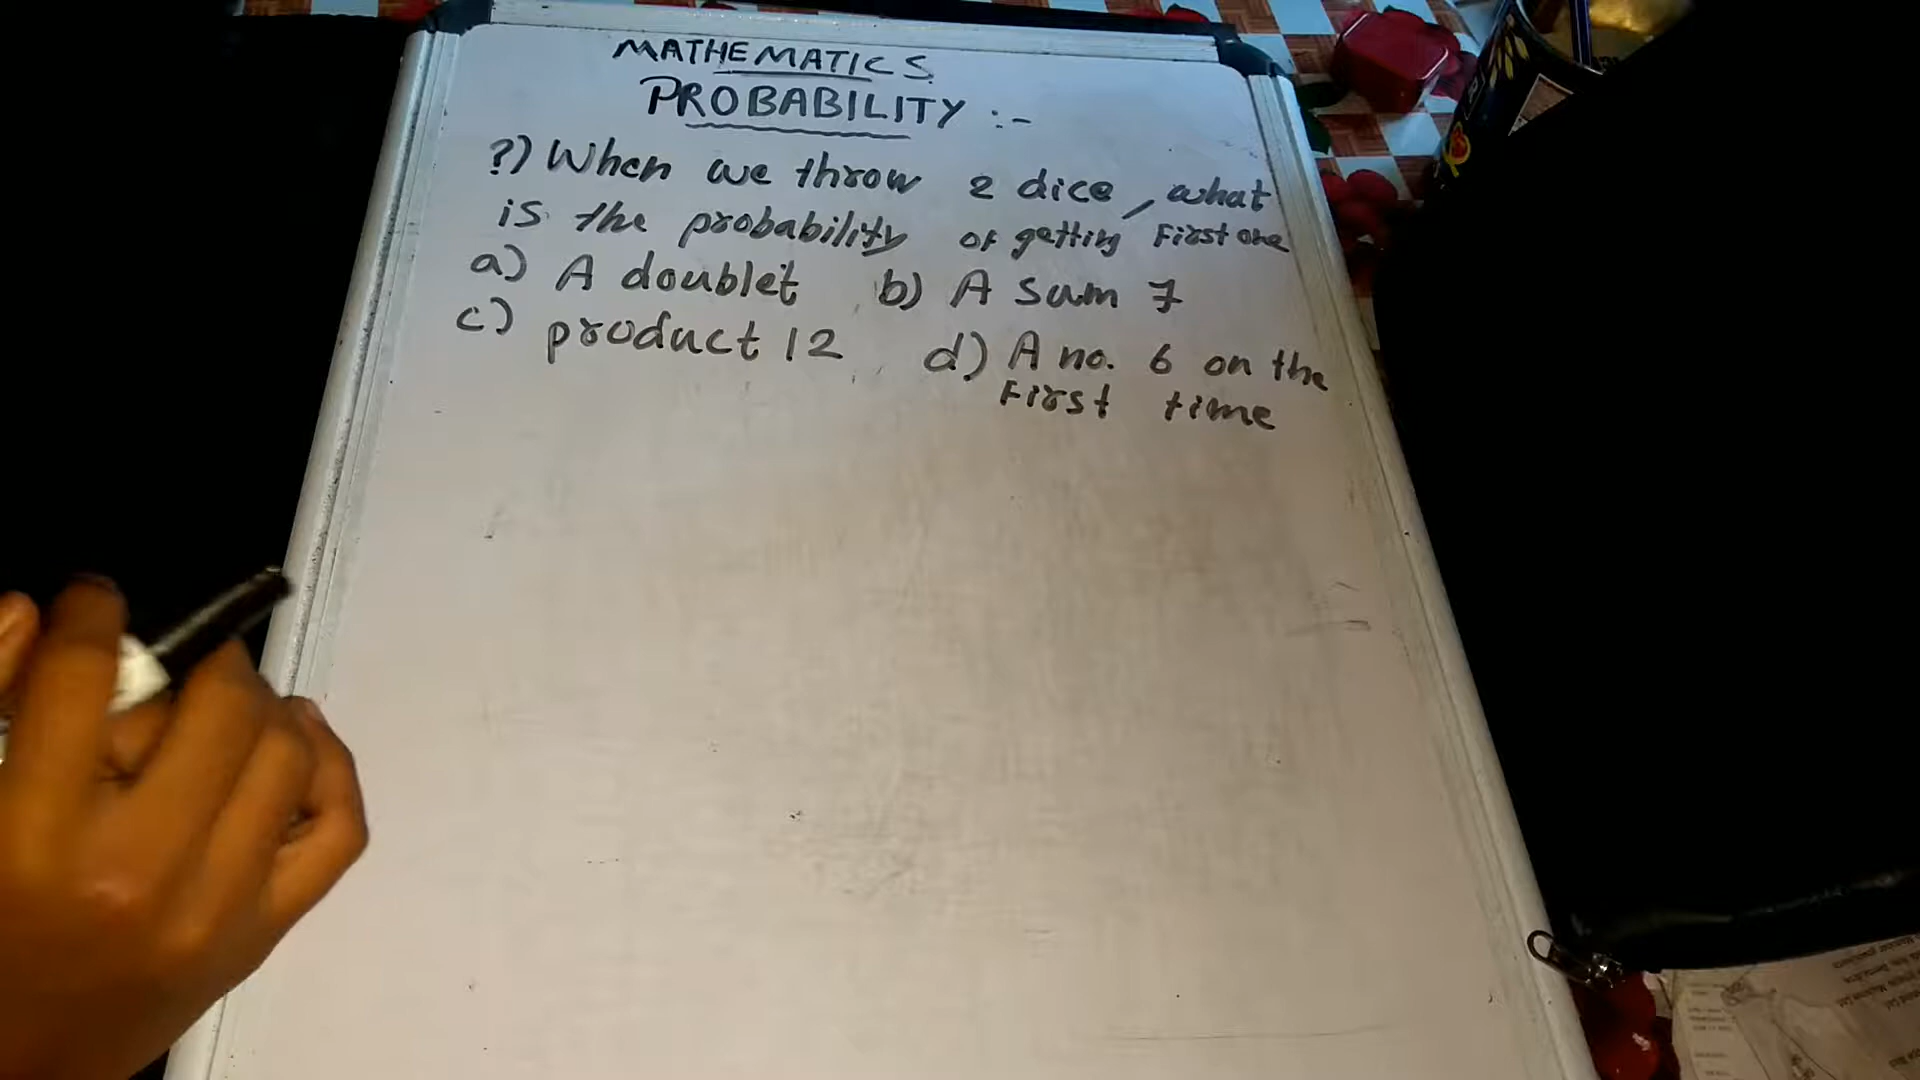 MATHEMATICS
PROBABILITY :-
?) When we throw 2 dice, what
is the probability of getting First one
a) A doublet b) A sum 7
c) product 12 d) A no. 6 on the
First time